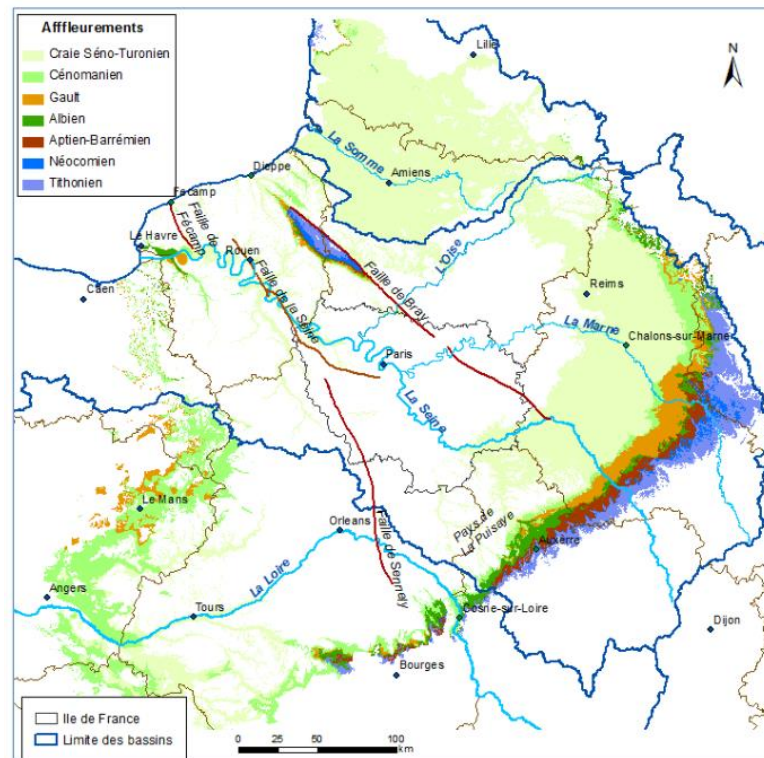 Afffleurements
Craie Séno-Turonien
Cénomanien
Gault
Albien
Aptien-Barrémien
Néocomien
Tithonien
N
Lille
La Somme
Amiens
Dieppe
Fécamp
Faille de
Fécamp
Le Havre
Rouen
Caen
L'Oise
Faille de Bray
Faille de la Seine
Reims
La Marne
Chalons-sur-Marne
Paris
La Seine
Le Mans
Orleans
Pays de
La Puisaye
Auxerre
Faille de Sennely
Angers
La Loire
Tours
Cosne-sur-Loire
Dijon
Bourges
Ile de France
Limite des bassins
0 50 100
km